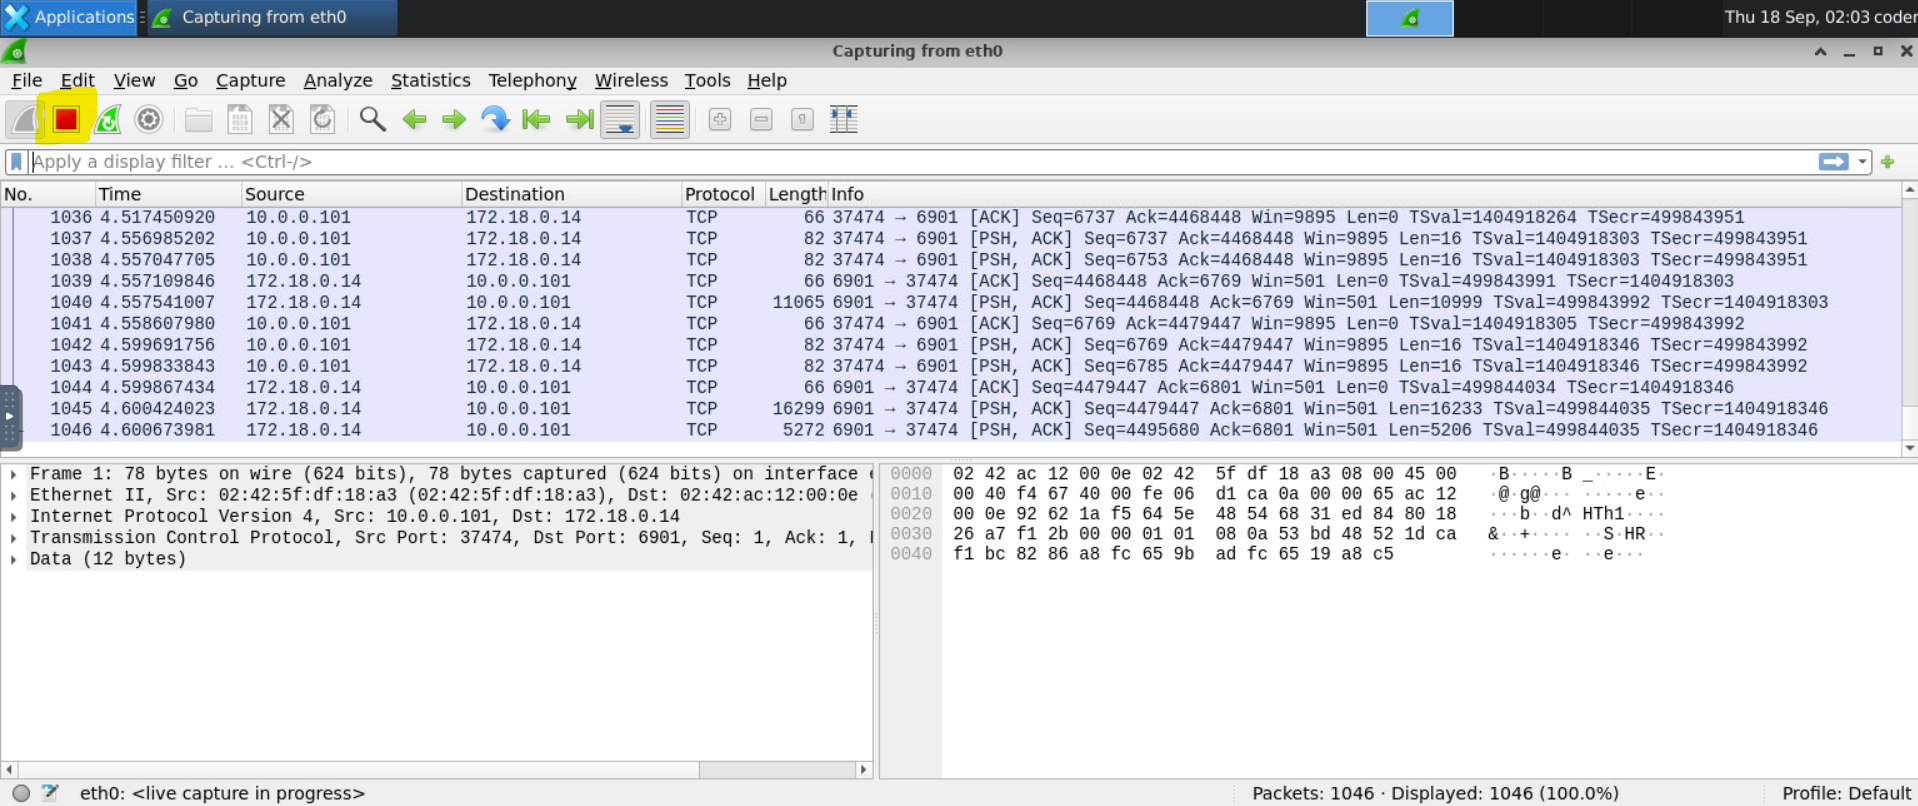 Applications
Capturing from eth0
Thu 18 Sep, 02:03 coder
Capturing from eth0
File Edit View Go Capture Analyze Statistics Telephony Wireless Tools Help
Apply a display filter ... <Ctrl-/>
No. Time Source Destination Protocol Length Info
1036 4.517450920 10.0.0.101 172.18.0.14 TCP 66 37474 → 6901 [ACK] Seq=6737 Ack=4468448 Win=9895 Len=0 TSval=1404918264 TSecr=499843951
1037 4.556985202 10.0.0.101 172.18.0.14 TCP 82 37474 → 6901 [PSH, ACK] Seq=6737 Ack=4468448 Win=9895 Len=16 TSval=1404918303 TSecr=499843951
1038 4.557047705 10.0.0.101 172.18.0.14 TCP 82 37474 → 6901 [PSH, ACK] Seq=6753 Ack=4468448 Win=9895 Len=16 TSval=1404918303 TSecr=499843951
1039 4.557109846 172.18.0.14 10.0.0.101 TCP 66 6901 → 37474 [ACK] Seq=4468448 Ack=6769 Win=501 Len=0 TSval=499843991 TSecr=1404918303
1040 4.557541007 172.18.0.14 10.0.0.101 TCP 11065 6901 → 37474 [PSH, ACK] Seq=4468448 Ack=6769 Win=501 Len=10999 TSval=499843992 TSecr=1404918303
1041 4.558607980 10.0.0.101 172.18.0.14 TCP 66 37474 → 6901 [ACK] Seq=6769 Ack=4479447 Win=9895 Len=0 TSval=1404918305 TSecr=499843992
1042 4.599691756 10.0.0.101 172.18.0.14 TCP 82 37474 → 6901 [PSH, ACK] Seq=6769 Ack=4479447 Win=9895 Len=16 TSval=1404918346 TSecr=499843992
1043 4.599833843 10.0.0.101 172.18.0.14 TCP 82 37474 → 6901 [PSH, ACK] Seq=6785 Ack=4479447 Win=9895 Len=16 TSval=1404918346 TSecr=499843992
1044 4.599867434 172.18.0.14 10.0.0.101 TCP 66 6901 → 37474 [ACK] Seq=4479447 Ack=6801 Win=501 Len=0 TSval=499844034 TSecr=1404918346
1045 4.600424023 172.18.0.14 10.0.0.101 TCP 16299 6901 → 37474 [PSH, ACK] Seq=4479447 Ack=6801 Win=501 Len=16233 TSval=499844035 TSecr=1404918346
1046 4.600673981 172.18.0.14 10.0.0.101 TCP 5272 6901 → 37474 [PSH, ACK] Seq=4495680 Ack=6801 Win=501 Len=5206 TSval=499844035 TSecr=1404918346
Frame 1: 78 bytes on wire (624 bits), 78 bytes captured (624 bits) on interface
Ethernet II, Src: 02:42:5f:df:18:a3 (02:42:5f:df:18:a3), Dst: 02:42:ac:12:00:0e
Internet Protocol Version 4, Src: 10.0.0.101, Dst: 172.18.0.14
Transmission Control Protocol, Src Port: 37474, Dst Port: 6901, Seq: 1, Ack: 1,
Data (12 bytes)
0000 02 42 ac 12 00 0e 02 42 5f df 18 a3 08 00 45 00 ·B·····B _·····E·
0010 00 40 f4 67 40 00 fe 06 d1 ca 0a 00 00 65 ac 12 ·@·g@··· ·····e··
0020 00 0e 92 62 1a f5 64 5e 48 54 68 31 ed 84 80 18 ···b··d^ HTh1····
0030 26 a7 f1 2b 00 00 01 01 08 0a 53 bd 48 52 1d ca &··+···· ··S·HR··
0040 f1 bc 82 86 a8 fc 65 9b ad fc 65 19 a8 c5 ······e· ··e···
eth0: <live capture in progress>
Packets: 1046 · Displayed: 1046 (100.0%)
Profile: Default